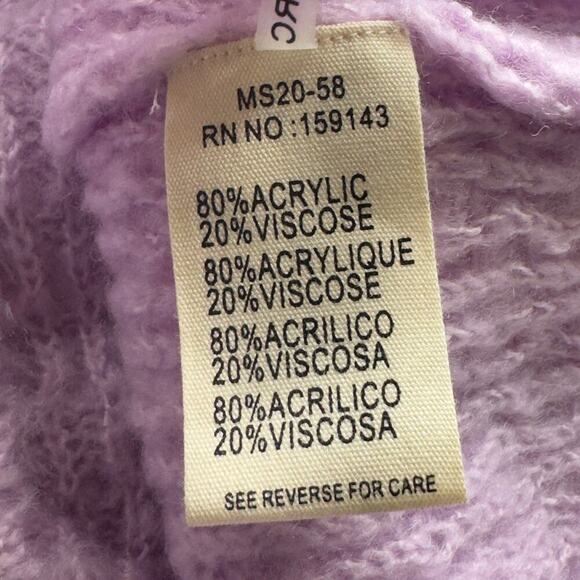 RC
MS20-58
RN NO :159143
80%ACRYLIC
20%VISCOSE
80%ACRYLIQUE
20%VISCOSE
80%ACRILICO
20%VISCOSA
80%ACRILICO
20%VISCOSA
SEE REVERSE FOR CARE